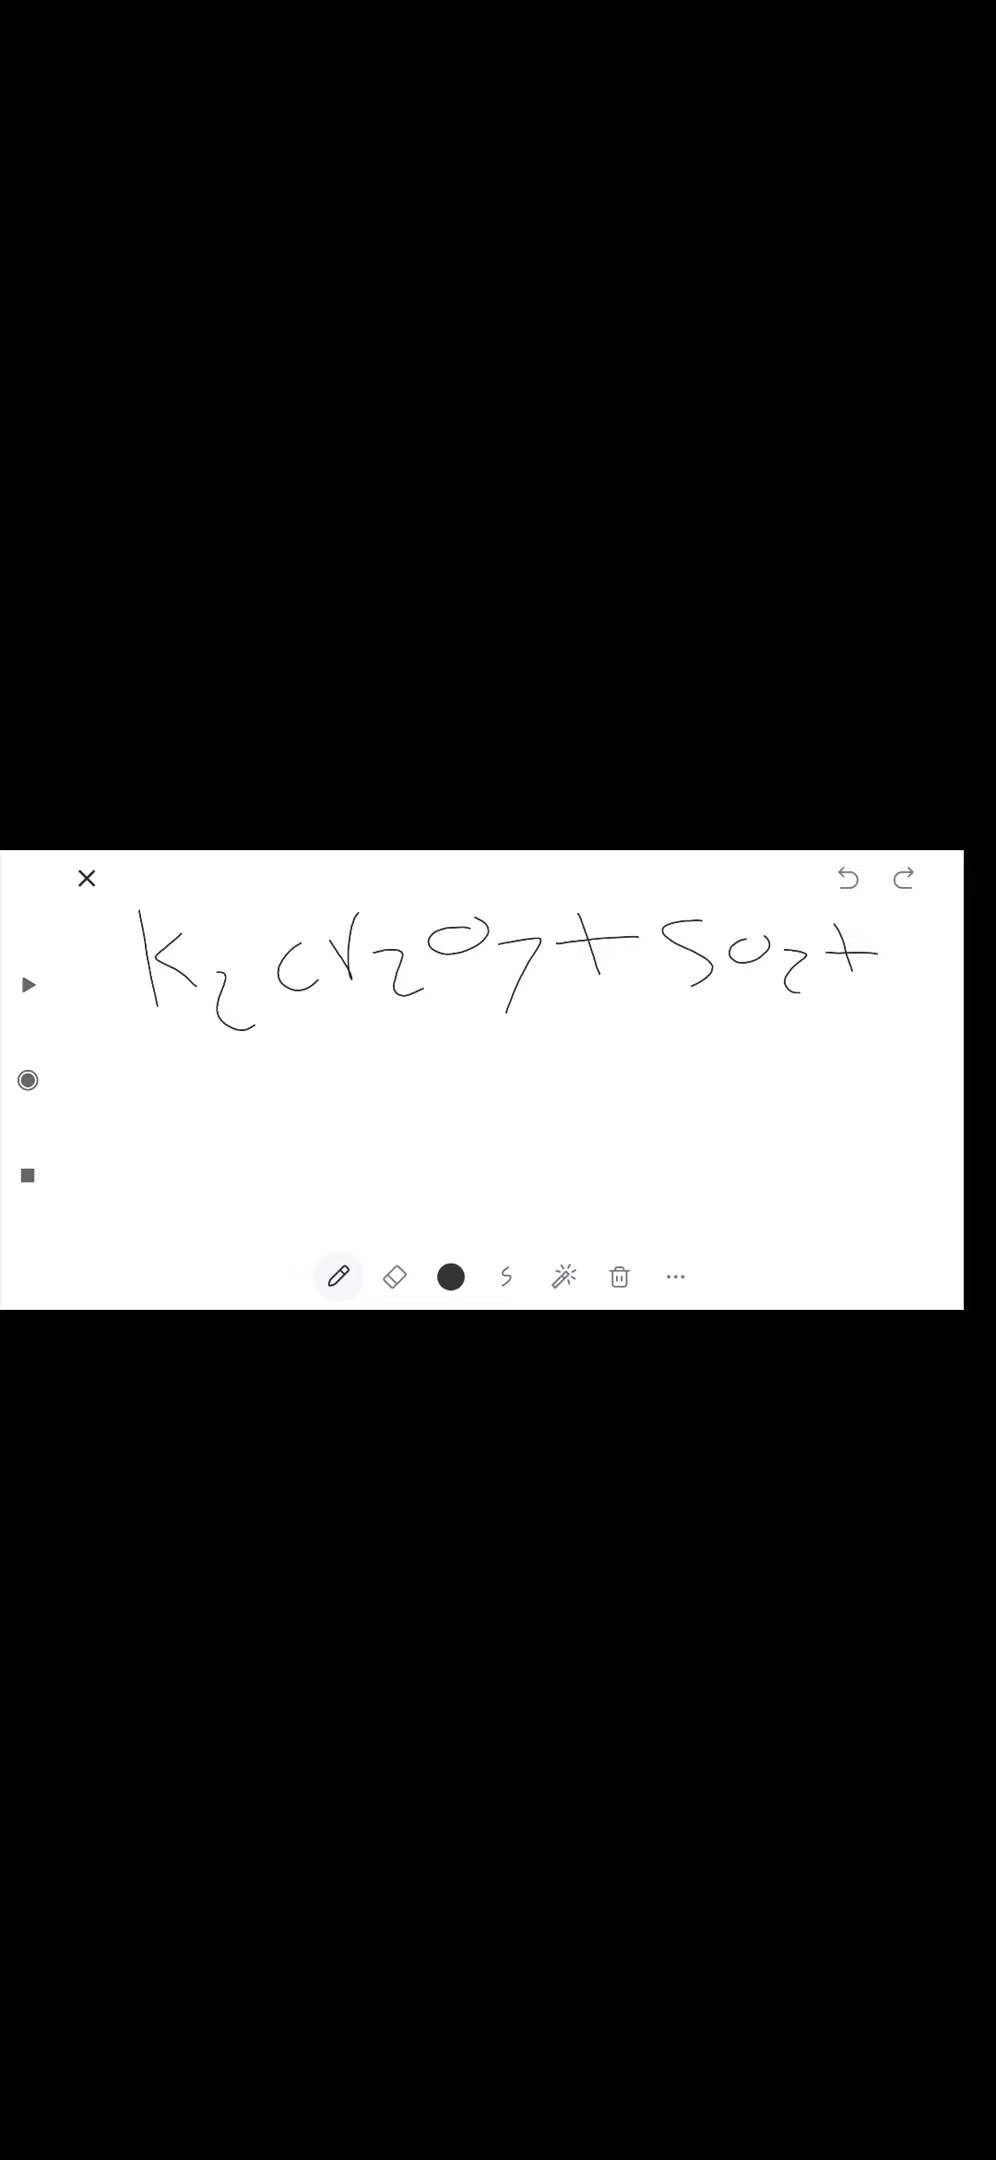 K₂Cr₂O₇ + SO₂ +